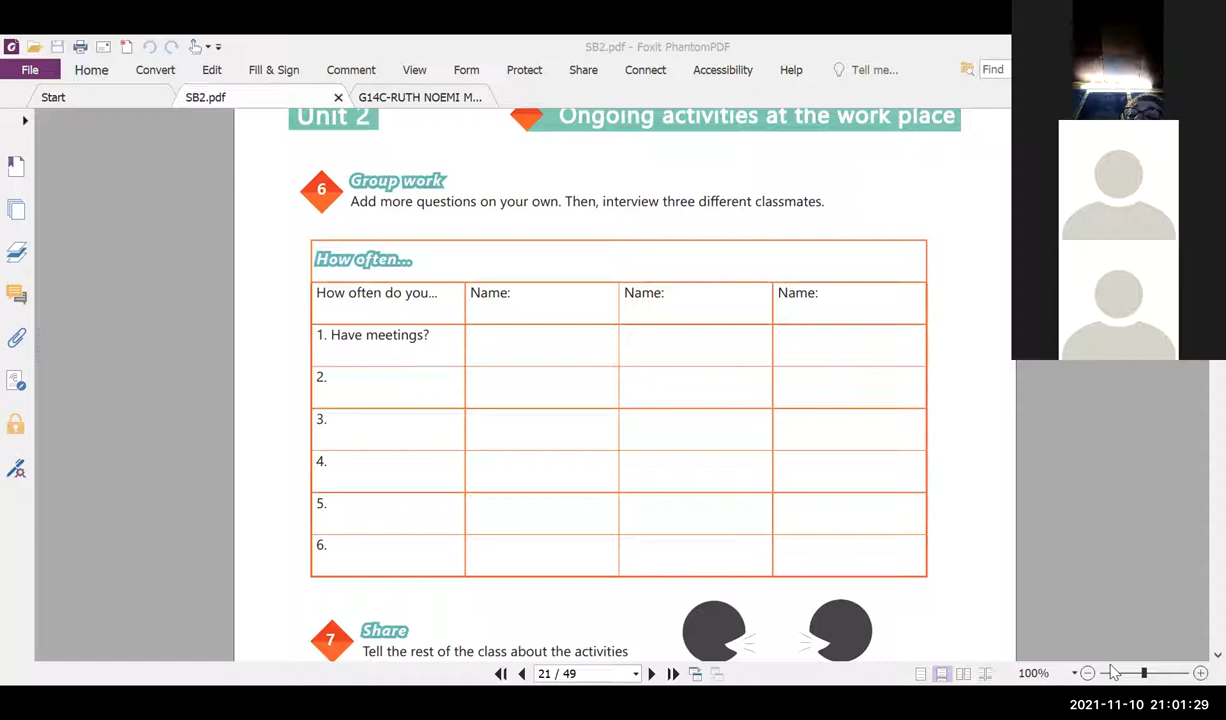 SB2.pdf - Foxit PhantomPDF
File Home Convert Edit Fill & Sign Comment View Form Protect Share Connect Accessibility Help Tell me... Find
Start SB2.pdf G14C-RUTH NOEMI M...
Unit 2 Ongoing activities at the work place
6 Group work
Add more questions on your own. Then, interview three different classmates.
How often...
How often do you... Name: Name: Name:
1. Have meetings?
2.
3.
4.
5.
6.
7 Share
Tell the rest of the class about the activities
21 / 49 100%
2021-11-10 21:01:29